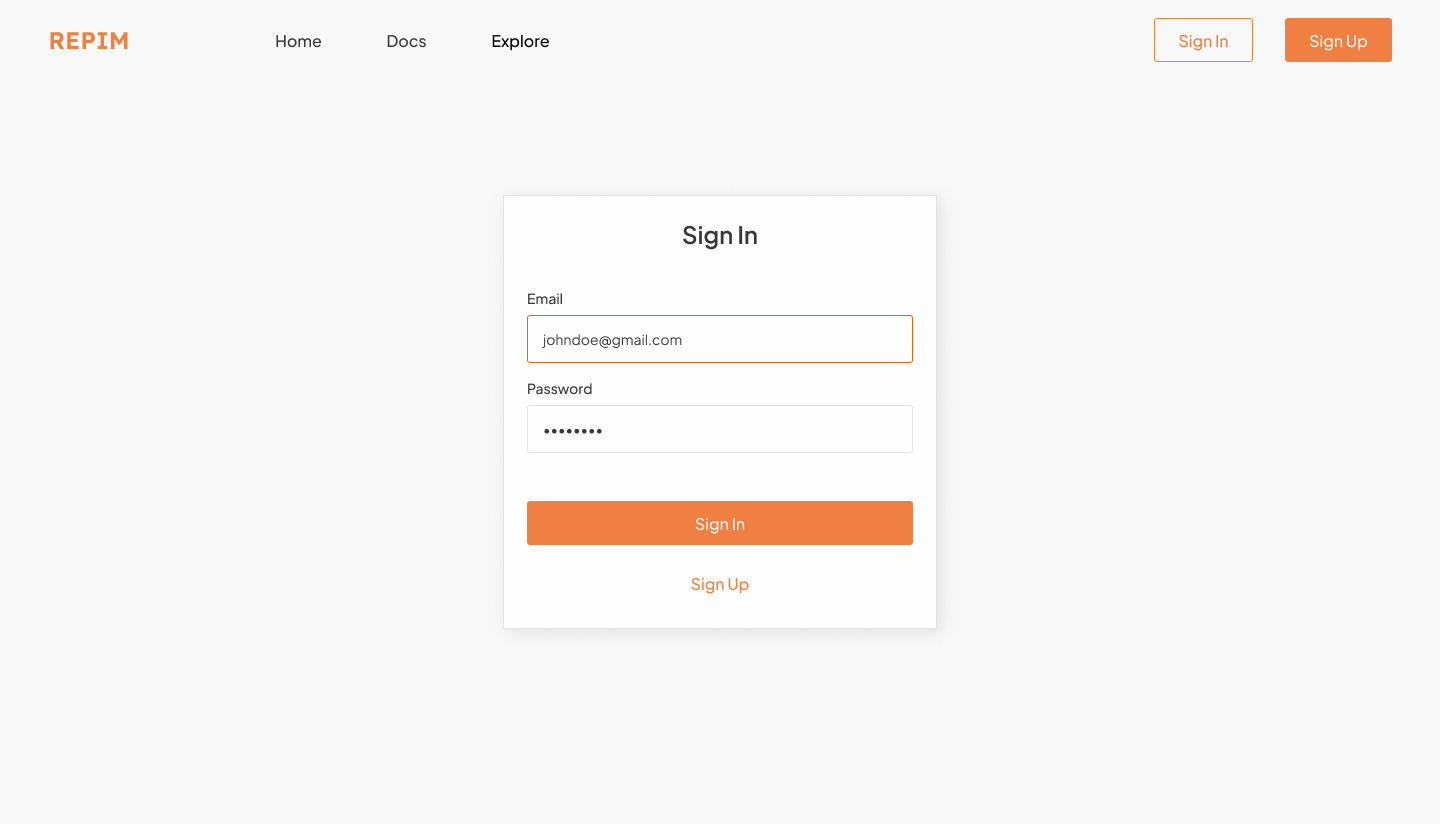 REPIM Home Docs Explore Sign In Sign Up
Sign In
Email
johndoe@gmail.com
Password
••••••••
Sign In
Sign Up